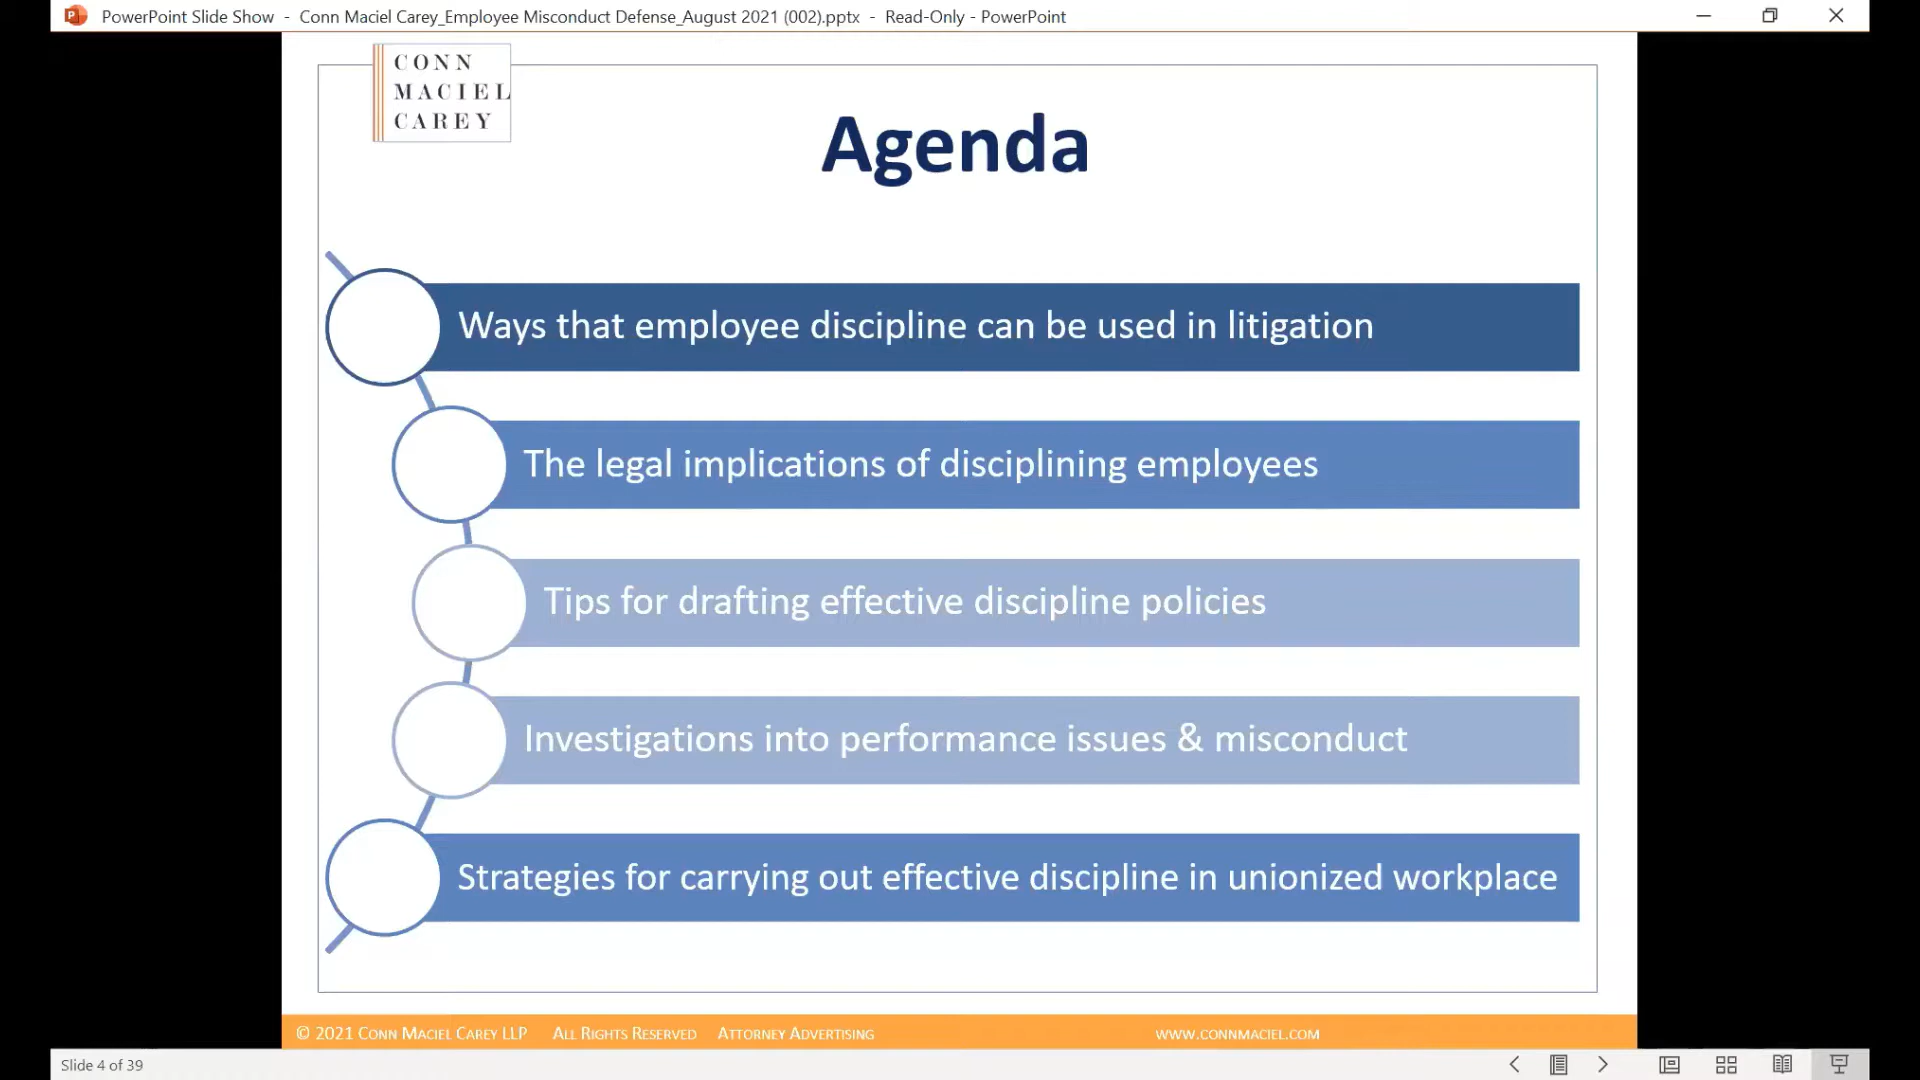 PowerPoint Slide Show - Conn Maciel Carey_Employee Misconduct Defense_August 2021 (002).pptx - Read-Only - PowerPoint
CONN
MACIEL
CAREY
Agenda
Ways that employee discipline can be used in litigation
The legal implications of disciplining employees
Tips for drafting effective discipline policies
Investigations into performance issues & misconduct
Strategies for carrying out effective discipline in unionized workplace
© 2021 CONN MACIEL CAREY LLP ALL RIGHTS RESERVED ATTORNEY ADVERTISING WWW.CONNMACIEL.COM
Slide 4 of 39